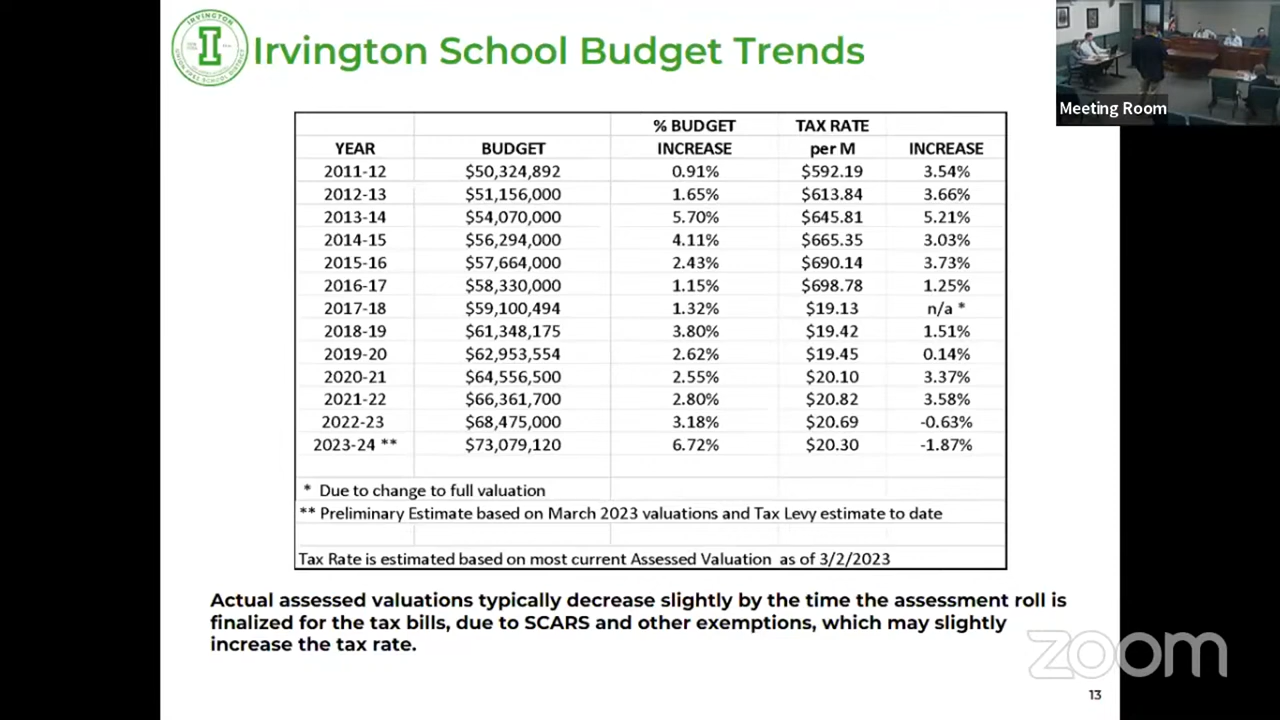 IRVINGTON
I
UNION FREE SCHOOL DISTRICT
Irvington School Budget Trends
Meeting Room
% BUDGET TAX RATE
YEAR BUDGET INCREASE per M INCREASE
2011-12 $50,324,892 0.91% $592.19 3.54%
2012-13 $51,156,000 1.65% $613.84 3.66%
2013-14 $54,070,000 5.70% $645.81 5.21%
2014-15 $56,294,000 4.11% $665.35 3.03%
2015-16 $57,664,000 2.43% $690.14 3.73%
2016-17 $58,330,000 1.15% $698.78 1.25%
2017-18 $59,100,494 1.32% $19.13 n/a *
2018-19 $61,348,175 3.80% $19.42 1.51%
2019-20 $62,953,554 2.62% $19.45 0.14%
2020-21 $64,556,500 2.55% $20.10 3.37%
2021-22 $66,361,700 2.80% $20.82 3.58%
2022-23 $68,475,000 3.18% $20.69 -0.63%
2023-24 ** $73,079,120 6.72% $20.30 -1.87%
* Due to change to full valuation
** Preliminary Estimate based on March 2023 valuations and Tax Levy estimate to date
Tax Rate is estimated based on most current Assessed Valuation as of 3/2/2023
Actual assessed valuations typically decrease slightly by the time the assessment roll is
finalized for the tax bills, due to SCARS and other exemptions, which may slightly
increase the tax rate.
zoom
13